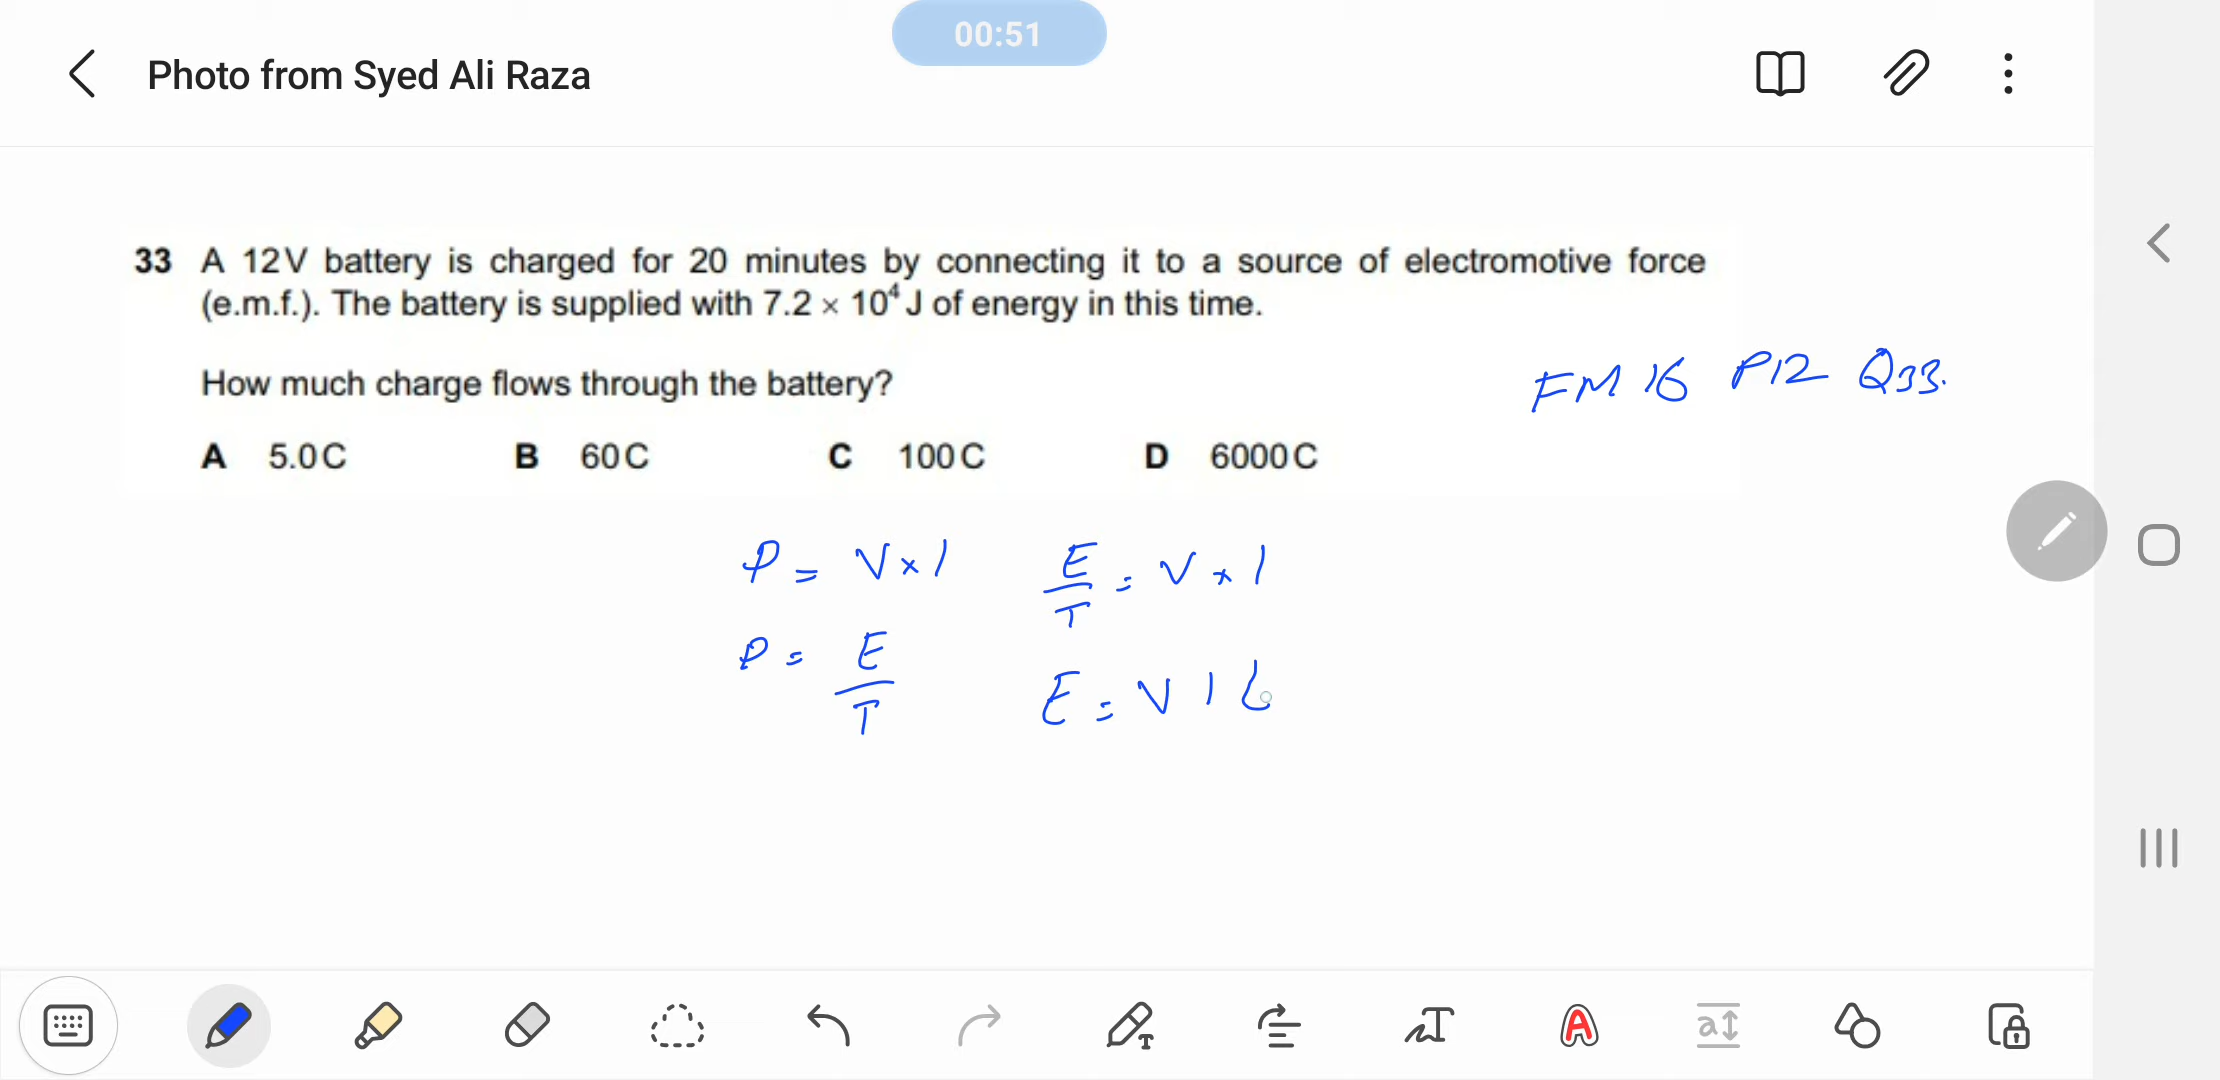 00:51
Photo from Syed Ali Raza
33 A 12V battery is charged for 20 minutes by connecting it to a source of electromotive force
(e.m.f.). The battery is supplied with 7.2 × 10⁴ J of energy in this time.
How much charge flows through the battery?
FM 16 P12 Q33.
A 5.0C B 60C C 100C D 6000C
P = V×I
E/T = V×I
P = E/T
E = V I t